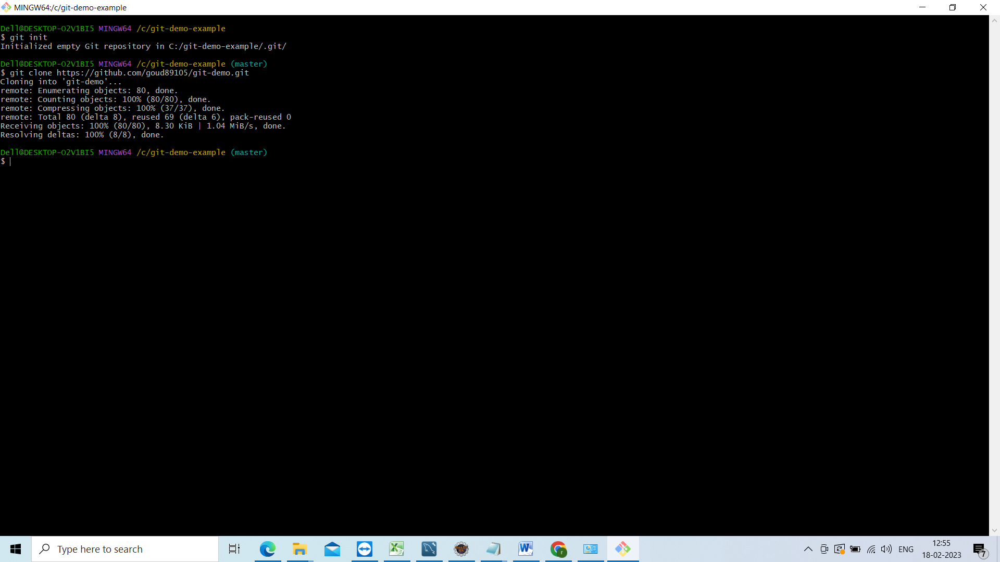 MINGW64:/c/git-demo-example
Dell@DESKTOP-O2V1BI5 MINGW64 /c/git-demo-example
$ git init
Initialized empty Git repository in C:/git-demo-example/.git/
Dell@DESKTOP-O2V1BI5 MINGW64 /c/git-demo-example (master)
$ git clone https://github.com/goud89105/git-demo.git
Cloning into 'git-demo'...
remote: Enumerating objects: 80, done.
remote: Counting objects: 100% (80/80), done.
remote: Compressing objects: 100% (37/37), done.
remote: Total 80 (delta 8), reused 69 (delta 6), pack-reused 0
Receiving objects: 100% (80/80), 8.30 KiB | 1.04 MiB/s, done.
Resolving deltas: 100% (8/8), done.
Dell@DESKTOP-O2V1BI5 MINGW64 /c/git-demo-example (master)
$
Type here to search
ENG
12:55
18-02-2023
7